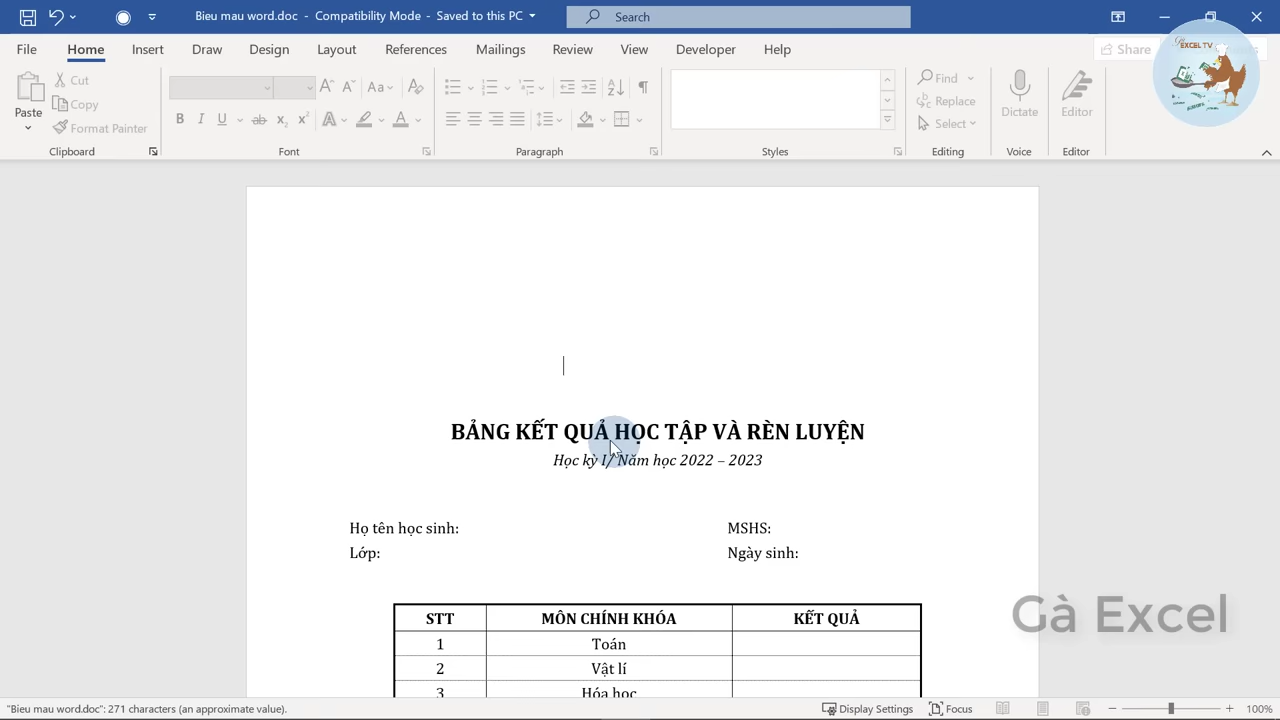 Bieu mau word.doc - Compatibility Mode - Saved to this PC
Search
File Home Insert Draw Design Layout References Mailings Review View Developer Help
Share
EXCEL TV
Paste
Cut
Copy
Format Painter
Clipboard
Font
Paragraph
Styles
Find
Replace
Select
Editing
Dictate
Voice
Editor
Editor
BẢNG KẾT QUẢ HỌC TẬP VÀ RÈN LUYỆN
Học kỳ I/ Năm học 2022 – 2023
Họ tên học sinh: MSHS:
Lớp: Ngày sinh:
STT MÔN CHÍNH KHÓA KẾT QUẢ
1 Toán
2 Vật lí
3 Hóa học
Gà Excel
"Bieu mau word.doc": 271 characters (an approximate value). Display Settings Focus 100%